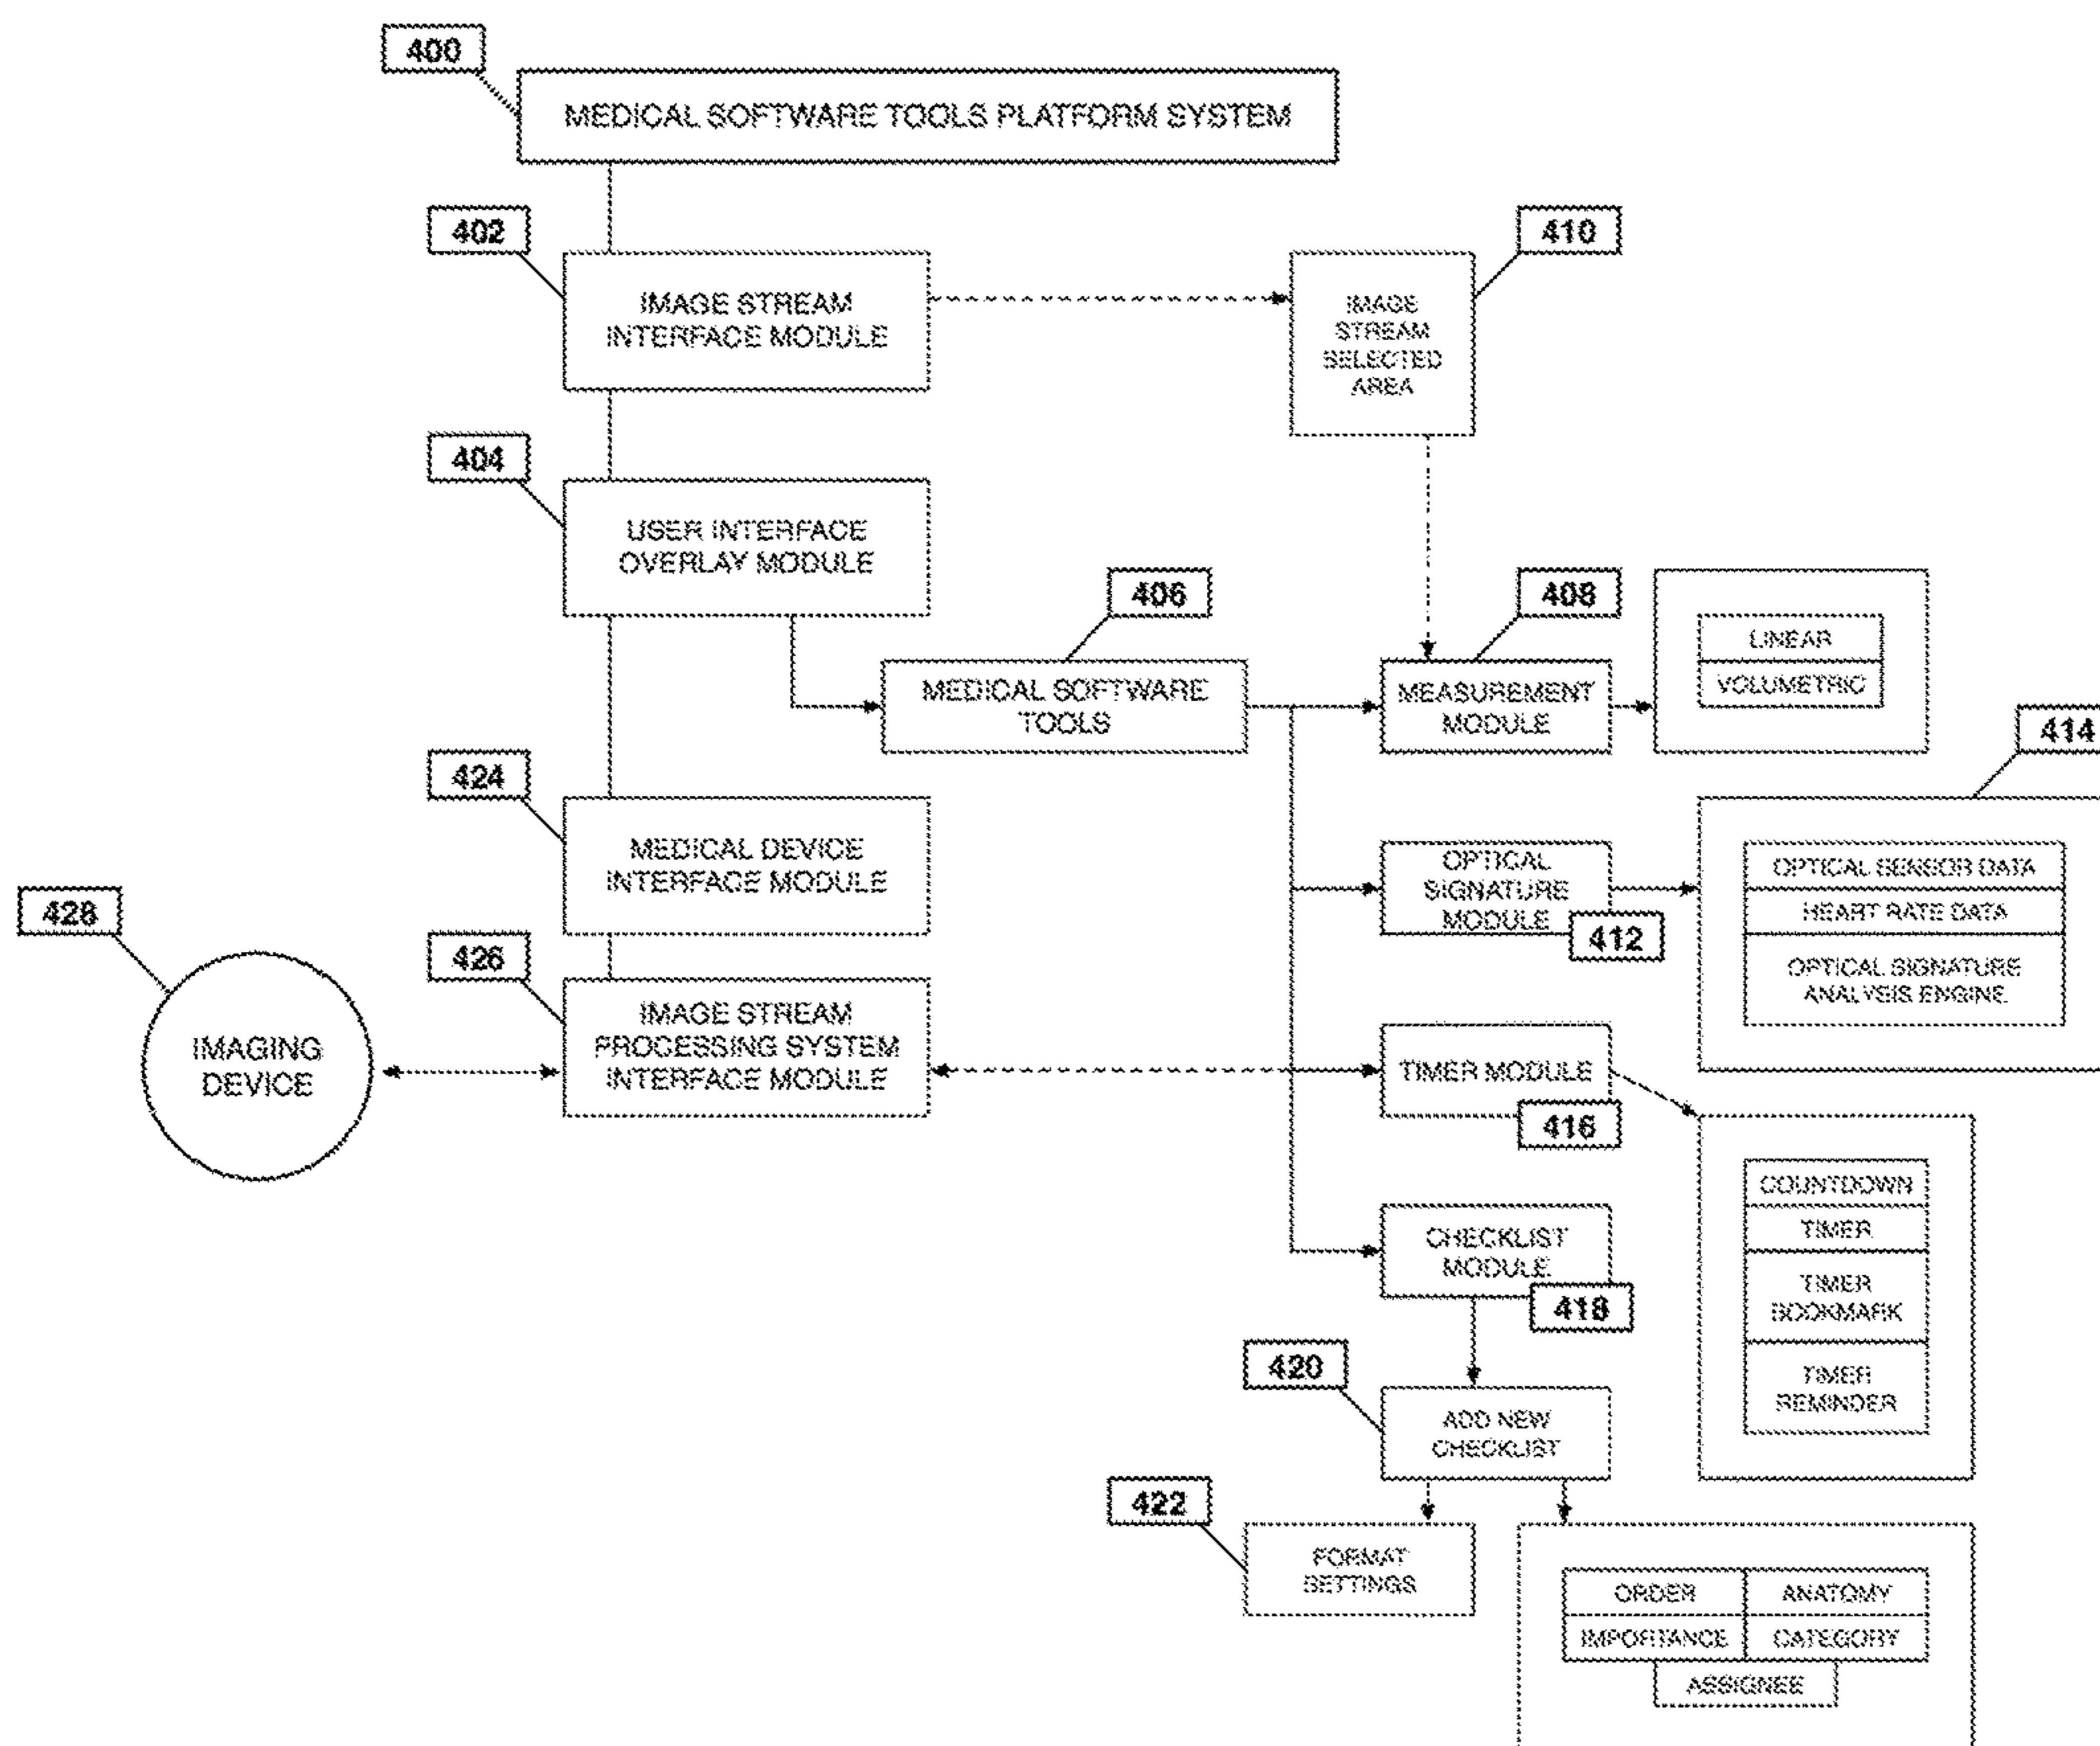 400
MEDICAL SOFTWARE TOOLS PLATFORM SYSTEM
402
IMAGE STREAM
INTERFACE MODULE
410
IMAGE
STREAM
SELECTED
AREA
404
USER INTERFACE
OVERLAY MODULE
406
MEDICAL SOFTWARE
TOOLS
408
MEASUREMENT
MODULE
LINEAR
VOLUMETRIC
414
424
MEDICAL DEVICE
INTERFACE MODULE
OPTICAL
SIGNATURE
MODULE
412
OPTICAL SENSOR DATA
HEART RATE DATA
OPTICAL SIGNATURE
ANALYSIS ENGINE
428
IMAGING
DEVICE
426
IMAGE STREAM
PROCESSING SYSTEM
INTERFACE MODULE
TIMER MODULE
416
COUNTDOWN
TIMER
TIMER
BOOKMARK
TIMER
REMINDER
CHECKLIST
MODULE
418
420
ADD NEW
CHECKLIST
422
FORMAT
SETTINGS
ORDER
ANATOMY
IMPORTANCE
CATEGORY
ASSIGNEE